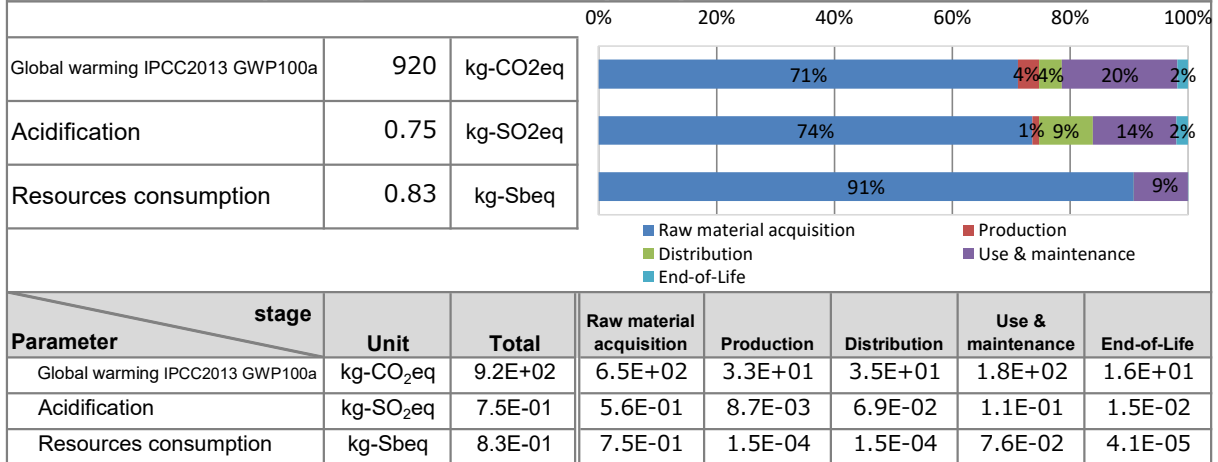 0% 20% 40% 60% 80% 100%
Global warming IPCC2013 GWP100a 920 kg-CO2eq 71% 4% 4% 20% 2%
Acidification 0.75 kg-SO2eq 74% 1% 9% 14% 2%
Resources consumption 0.83 kg-Sbeq 91% 9%
Raw material acquisition Production
Distribution Use & maintenance
End-of-Life
stage
Parameter Unit Total Raw material acquisition Production Distribution Use & maintenance End-of-Life
Global warming IPCC2013 GWP100a kg-CO₂eq 9.2E+02 6.5E+02 3.3E+01 3.5E+01 1.8E+02 1.6E+01
Acidification kg-SO₂eq 7.5E-01 5.6E-01 8.7E-03 6.9E-02 1.1E-01 1.5E-02
Resources consumption kg-Sbeq 8.3E-01 7.5E-01 1.5E-04 1.5E-04 7.6E-02 4.1E-05